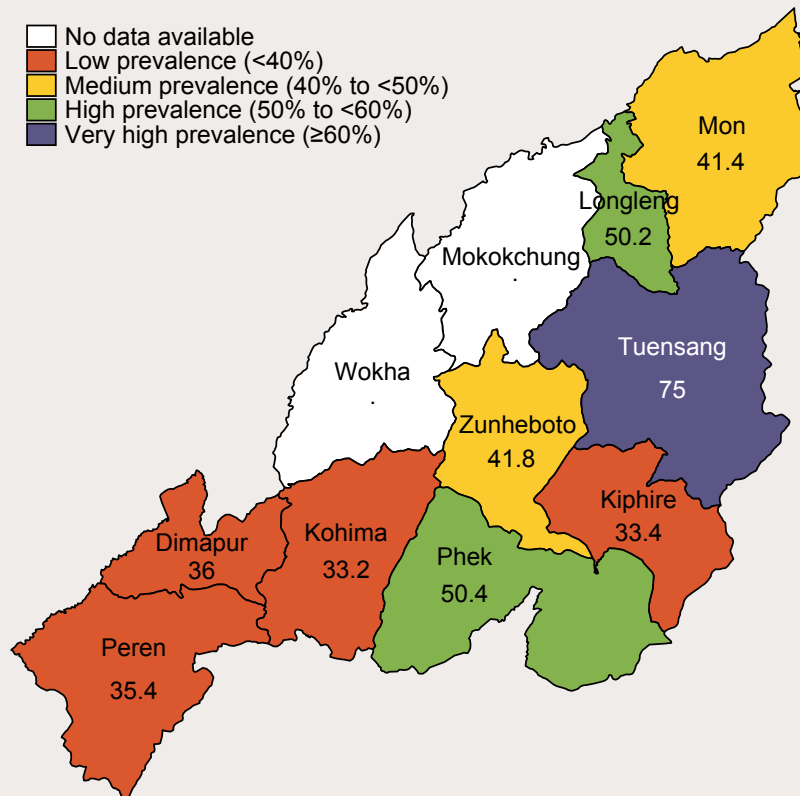 No data available
Low prevalence (<40%)
Medium prevalence (40% to <50%)
High prevalence (50% to <60%)
Very high prevalence (≥60%)
Mon
41.4
Longleng
50.2
Mokokchung
.
Tuensang
75
Wokha
.
Zunheboto
41.8
Kiphire
33.4
Dimapur
36
Kohima
33.2
Phek
50.4
Peren
35.4